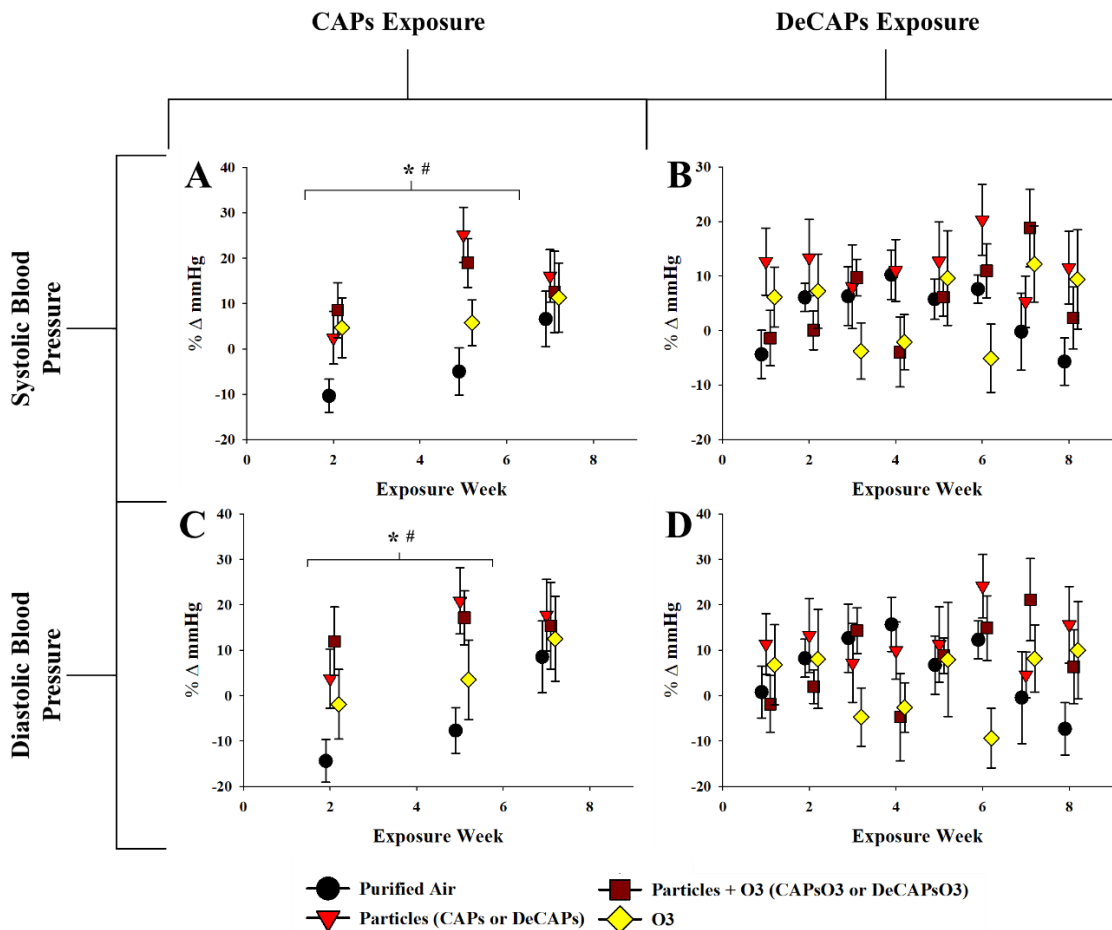 CAPs Exposure
DeCAPs Exposure
Systolic Blood
Pressure
Diastolic Blood
Pressure
A
* #
% Δ mmHg
40
30
20
10
0
-10
-20
0
2
4
6
8
Exposure Week
B
% Δ mmHg
30
20
10
0
-10
-20
0
2
4
6
8
Exposure Week
C
* #
% Δ mmHg
40
30
20
10
0
-10
-20
0
2
4
6
8
Exposure Week
D
% Δ mmHg
40
30
20
10
0
-10
-20
0
2
4
6
8
Exposure Week
Purified Air
Particles + O3 (CAPsO3 or DeCAPsO3)
Particles (CAPs or DeCAPs)
O3